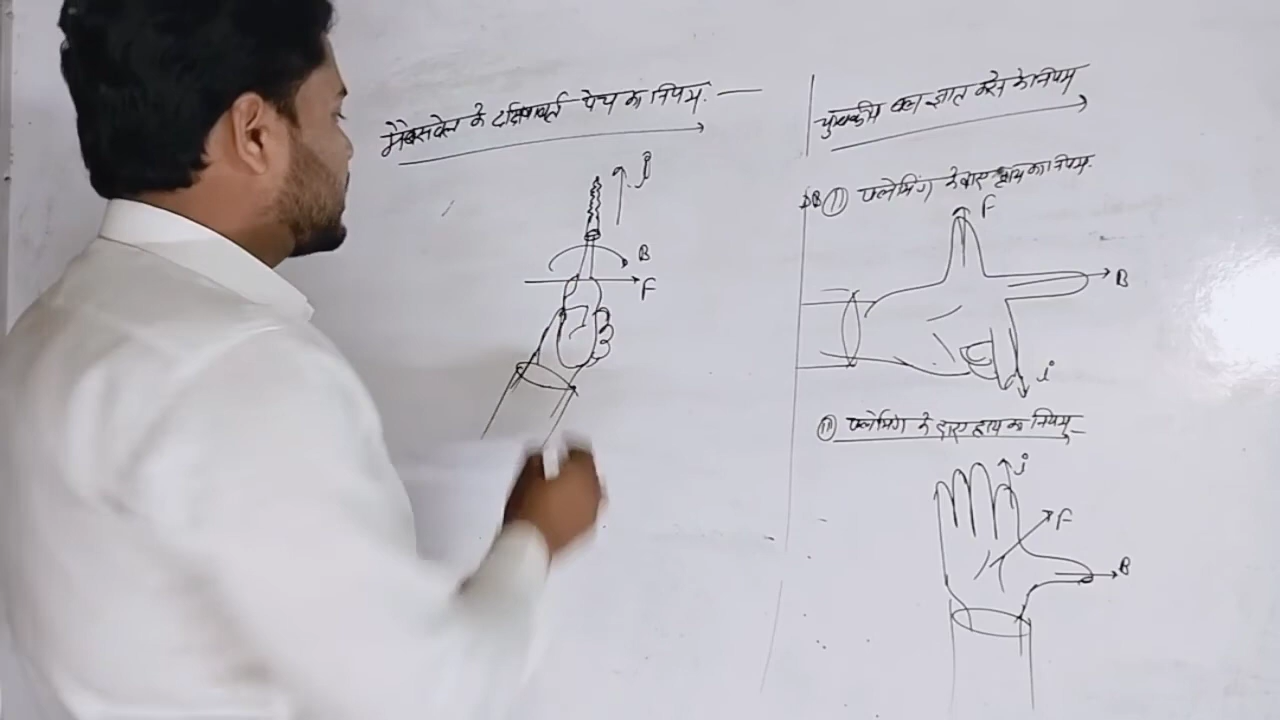 मैक्सवेल के दक्षिणावर्त पेच का नियम :—
i
B
F
चुम्बकीय बल ज्ञात करने के नियम
(i) फ्लेमिंग के बाए हाथ का नियम:
F
B
i
(ii) फ्लेमिंग के दाए हाथ का नियम—
i
F
B